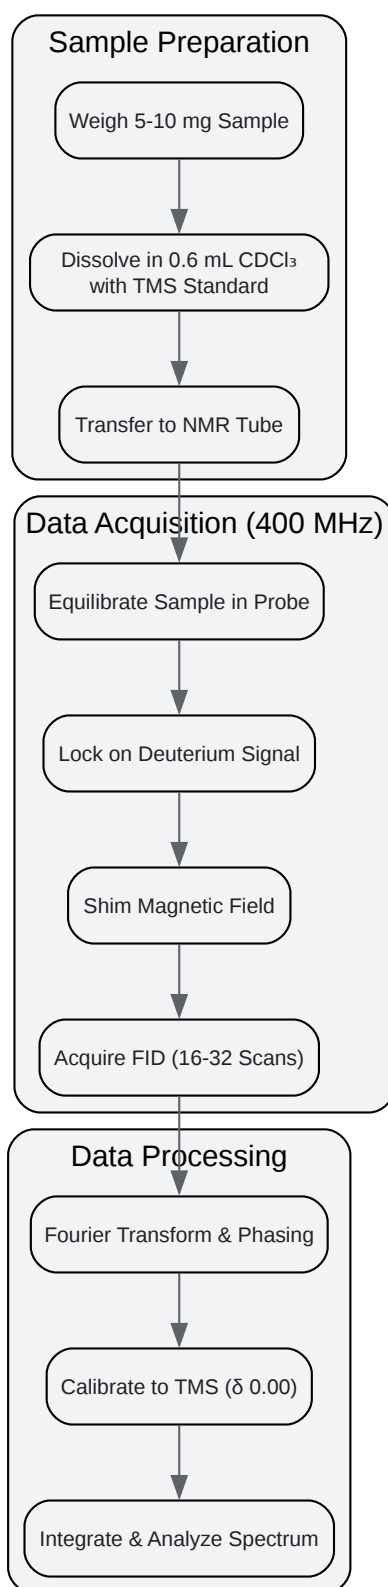 Sample Preparation
Weigh 5-10 mg Sample
Dissolve in 0.6 mL CDCl₃
with TMS Standard
Transfer to NMR Tube
Data Acquisition (400 MHz)
Equilibrate Sample in Probe
Lock on Deuterium Signal
Shim Magnetic Field
Acquire FID (16-32 Scans)
Data Processing
Fourier Transform & Phasing
Calibrate to TMS (δ 0.00)
Integrate & Analyze Spectrum